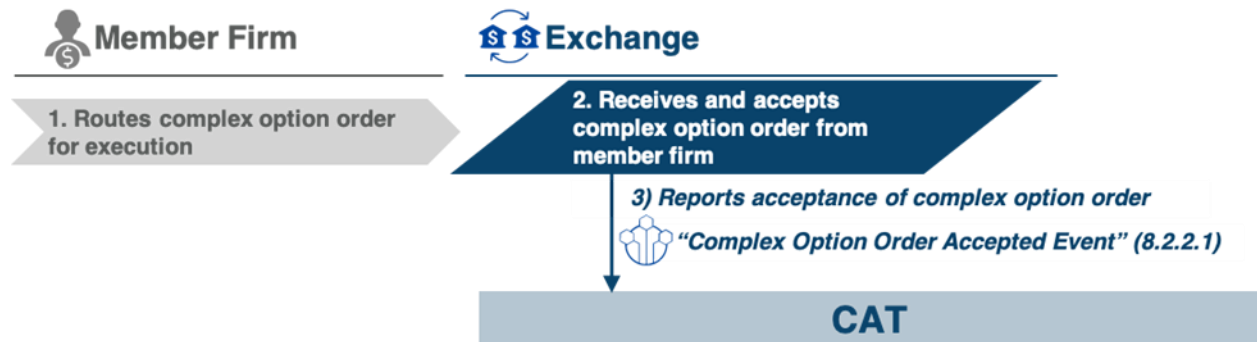 Member Firm
Exchange
1. Routes complex option order
for execution
2. Receives and accepts
complex option order from
member firm
3) Reports acceptance of complex option order
“Complex Option Order Accepted Event” (8.2.2.1)
CAT